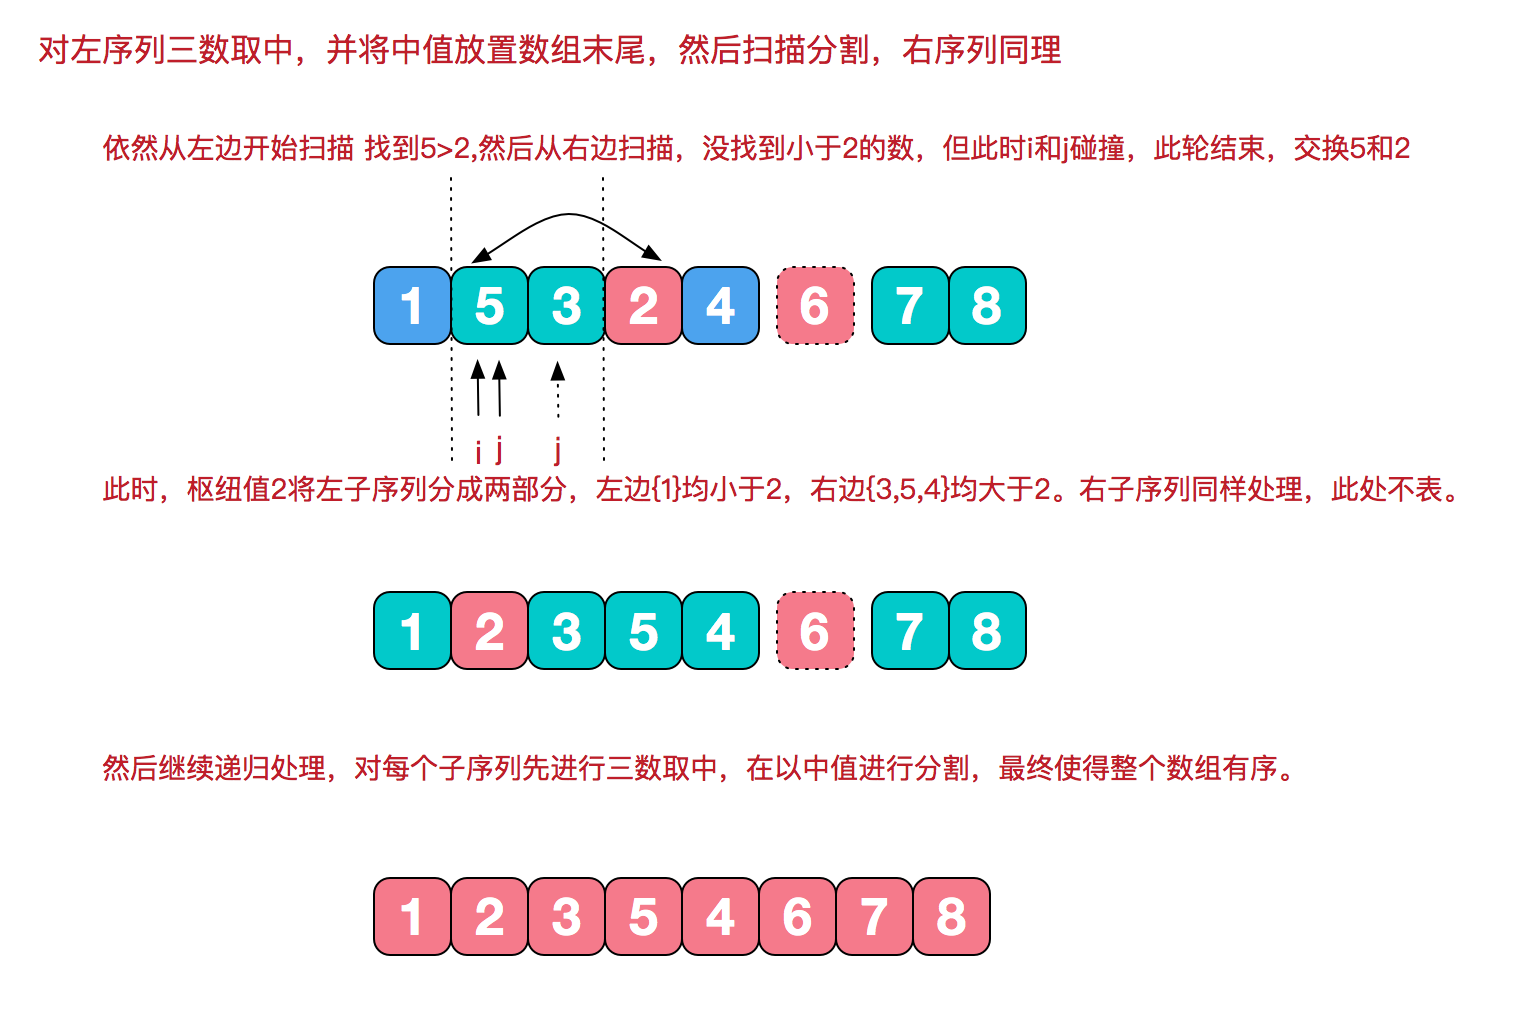 对左序列三数取中，并将中值放置数组末尾，然后扫描分割，右序列同理
依然从左边开始扫描 找到5>2,然后从右边扫描，没找到小于2的数，但此时i和j碰撞，此轮结束，交换5和2
1 5 3 2 4 6 7 8
i j j
此时，枢纽值2将左子序列分成两部分，左边{1}均小于2，右边{3,5,4}均大于2。右子序列同样处理，此处不表。
1 2 3 5 4 6 7 8
然后继续递归处理，对每个子序列先进行三数取中，在以中值进行分割，最终使得整个数组有序。
1 2 3 5 4 6 7 8